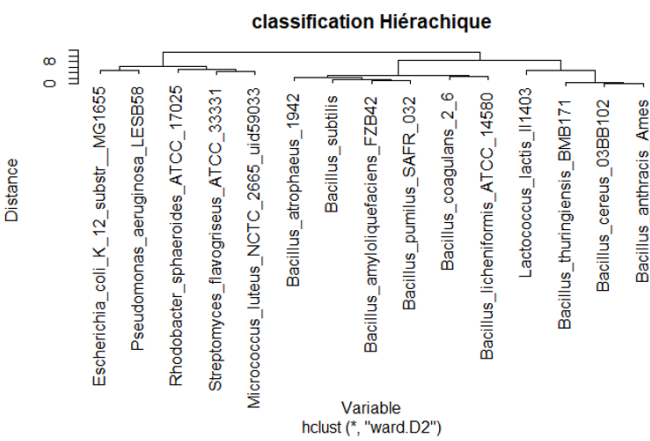 classification Hiérachique
8
0
Distance
Escherichia_coli_K_12_substr__MG1655
Pseudomonas_aeruginosa_LESB58
Rhodobacter_sphaeroides_ATCC_17025
Streptomyces_flavogriseus_ATCC_33331
Micrococcus_luteus_NCTC_2665_uid59033
Bacillus_atrophaeus_1942
Bacillus_subtilis
Bacillus_amyloliquefaciens_FZB42
Bacillus_pumilus_SAFR_032
Bacillus_coagulans_2_6
Bacillus_licheniformis_ATCC_14580
Lactococcus_lactis_Il1403
Bacillus_thuringiensis_BMB171
Bacillus_cereus_03BB102
Bacillus_anthracis_Ames
Variable
hclust (*, "ward.D2")